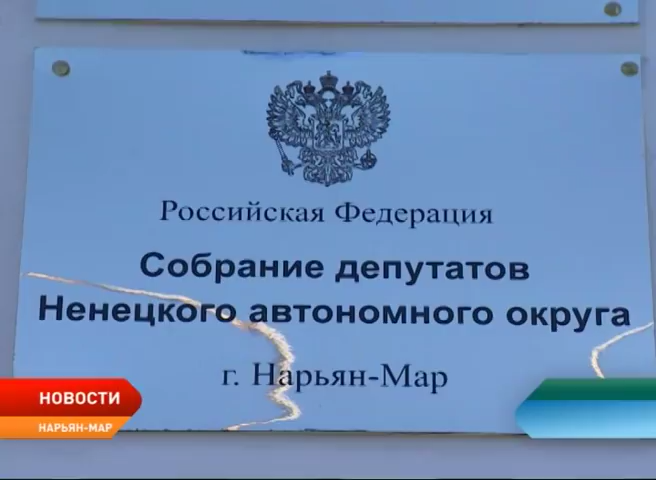 Российская Федерация
Собрание депутатов
Ненецкого автономного округа
г. Нарьян-Мар
НОВОСТИ
НАРЬЯН-МАР